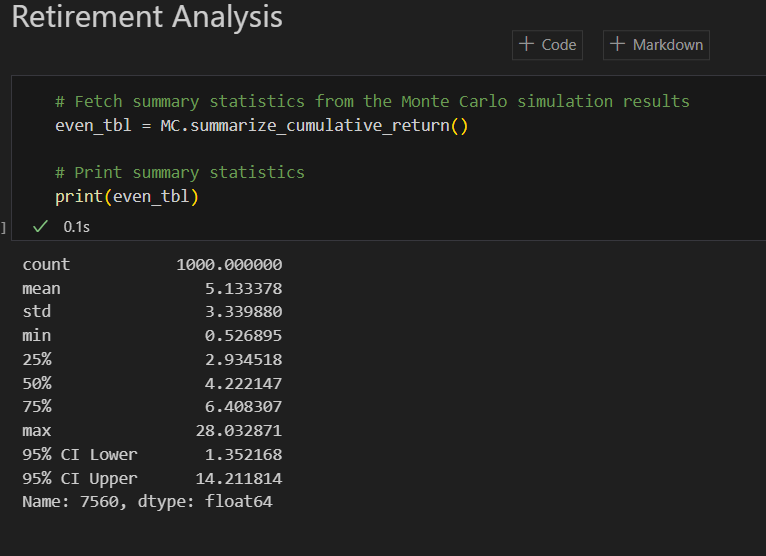 Retirement Analysis
+ Code + Markdown
# Fetch summary statistics from the Monte Carlo simulation results
even_tbl = MC.summarize_cumulative_return()
# Print summary statistics
print(even_tbl)
] ✓ 0.1s
count 1000.000000
mean 5.133378
std 3.339880
min 0.526895
25% 2.934518
50% 4.222147
75% 6.408307
max 28.032871
95% CI Lower 1.352168
95% CI Upper 14.211814
Name: 7560, dtype: float64